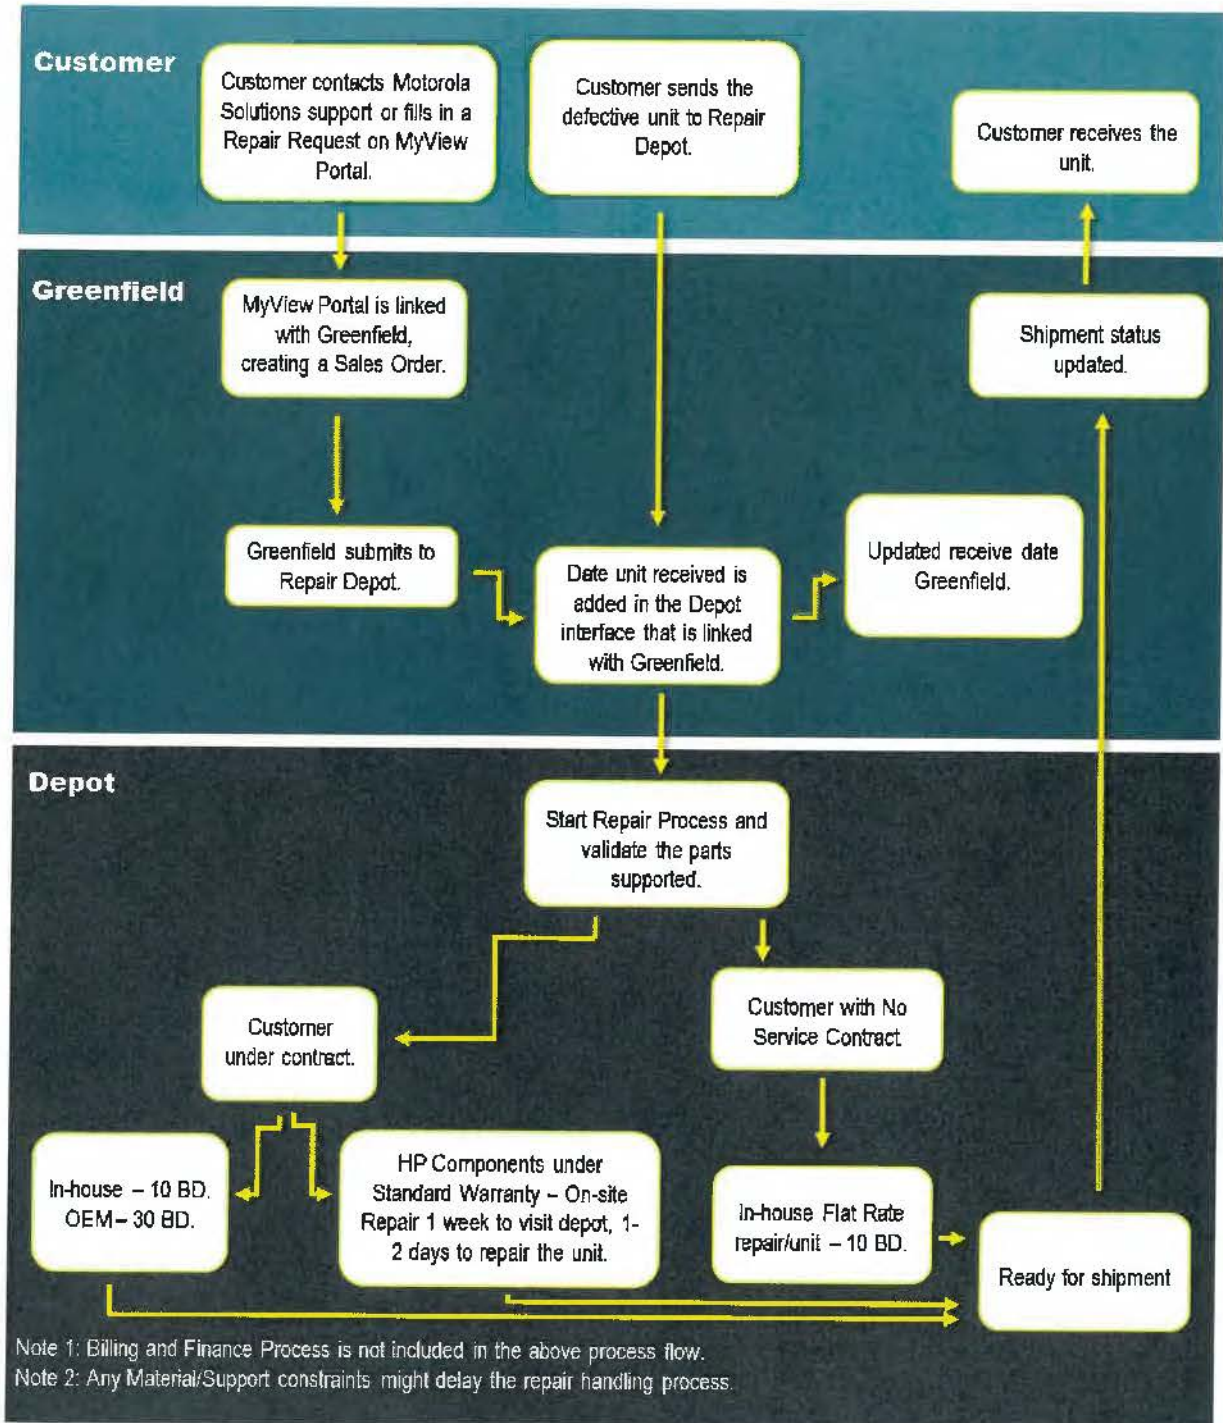 Customer
Customer contacts Motorola
Solutions support or fills in a
Repair Request on MyView
Portal.
Customer sends the
defective unit to Repair
Depot.
Customer receives the
unit.
Greenfield
MyView Portal is linked
with Greenfield,
creating a Sales Order.
Shipment status
updated.
Greenfield submits to
Repair Depot.
Date unit received is
added in the Depot
interface that is linked
with Greenfield.
Updated receive date
Greenfield.
Depot
Start Repair Process and
validate the parts
supported.
Customer
under contract.
Customer with No
Service Contract
In-house – 10 BD.
OEM – 30 BD.
HP Components under
Standard Warranty – On-site
Repair 1 week to visit depot, 1-
2 days to repair the unit.
In-house Flat Rate
repair/unit – 10 BD.
Ready for shipment
Note 1: Billing and Finance Process is not included in the above process flow.
Note 2: Any Material/Support constraints might delay the repair handling process.